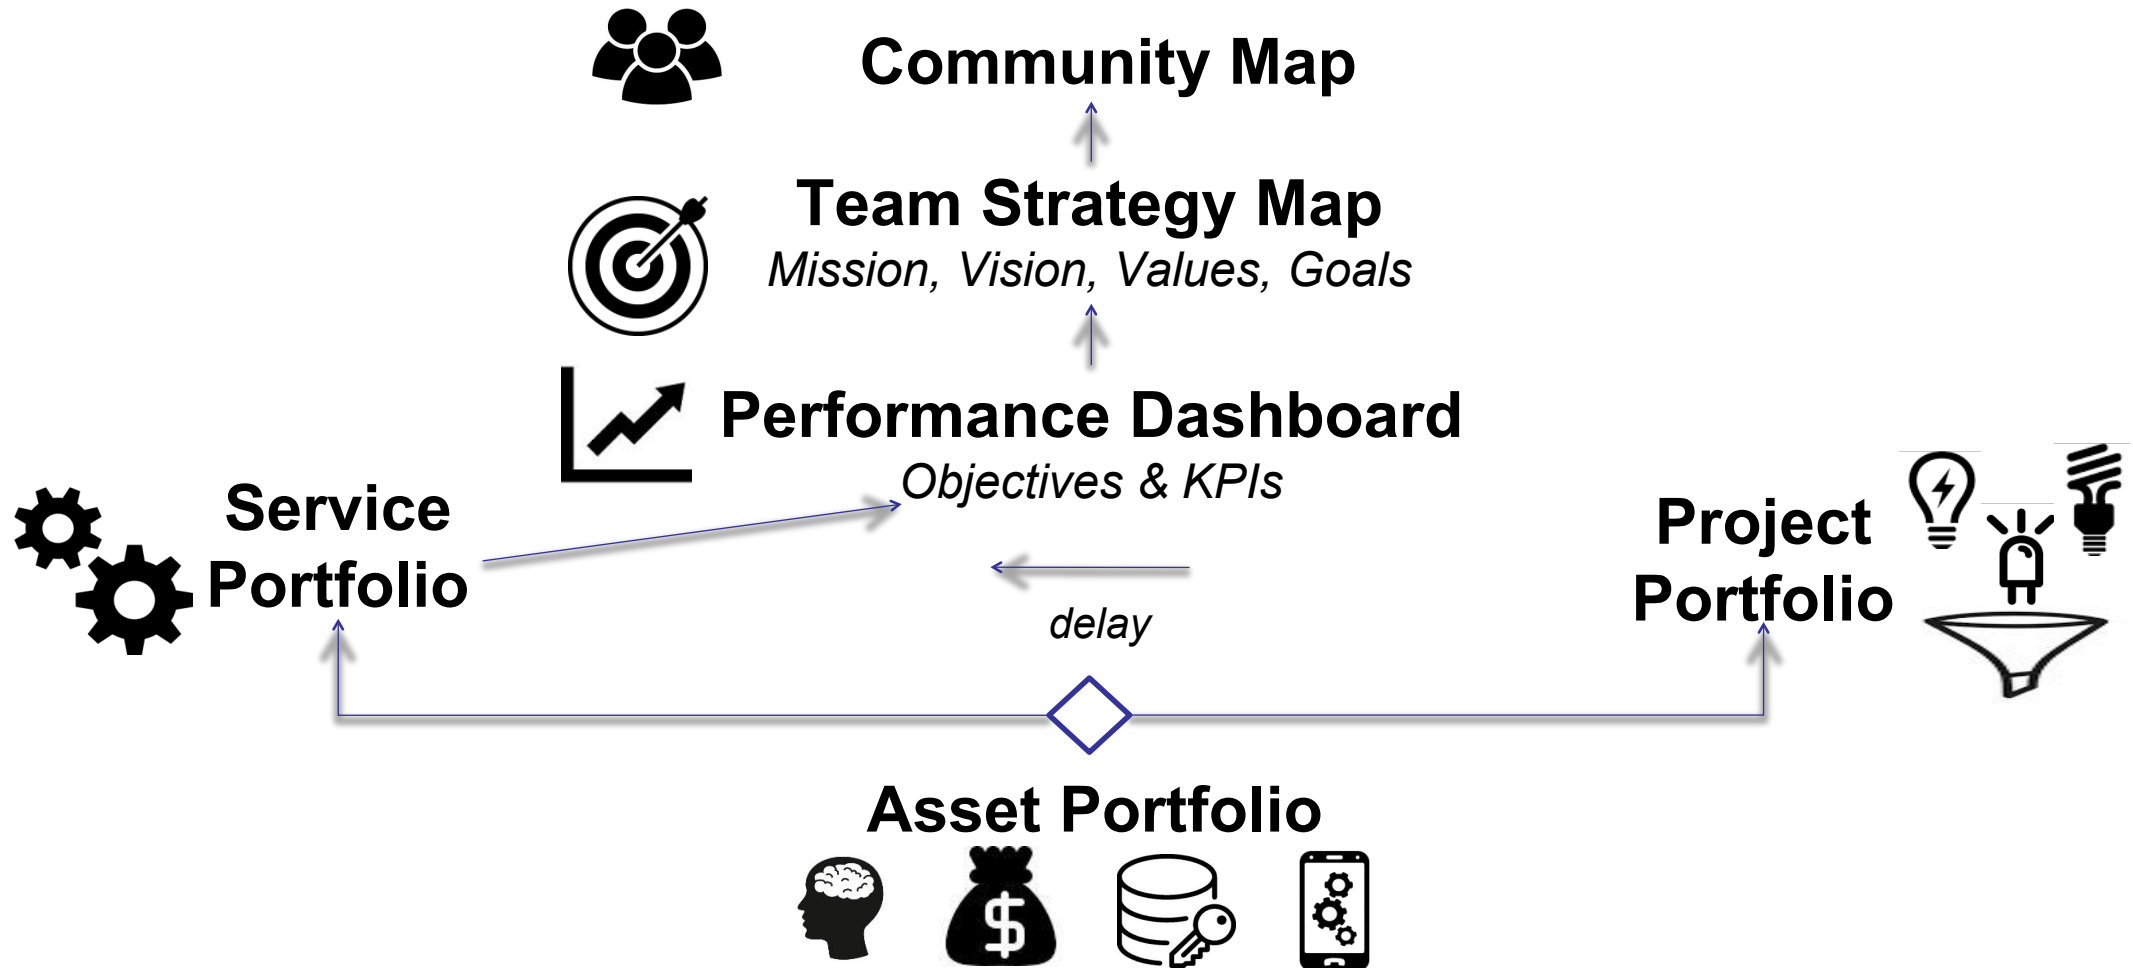 Community Map
Team Strategy Map
Mission, Vision, Values, Goals
Performance Dashboard
Objectives & KPIs
Service
Portfolio
Project
Portfolio
delay
Asset Portfolio
$